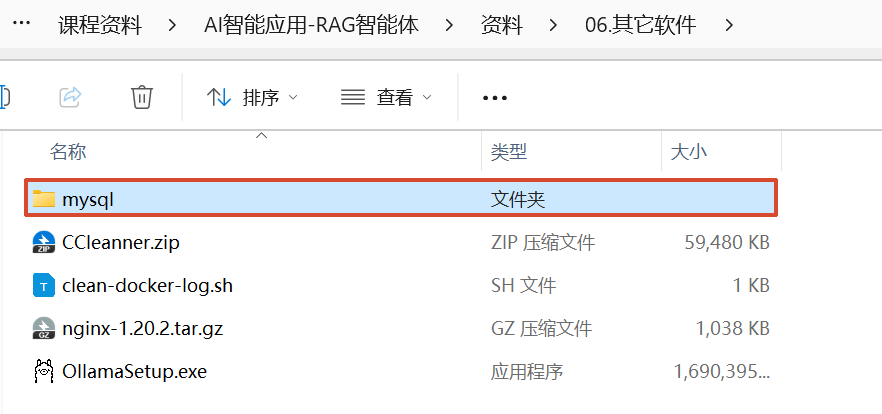 ··· 课程资料 > AI智能应用-RAG智能体 > 资料 > 06.其它软件 >
排序 查看 ···
名称 类型 大小
mysql 文件夹
CCleanner.zip ZIP 压缩文件 59,480 KB
clean-docker-log.sh SH 文件 1 KB
nginx-1.20.2.tar.gz GZ 压缩文件 1,038 KB
OllamaSetup.exe 应用程序 1,690,395...